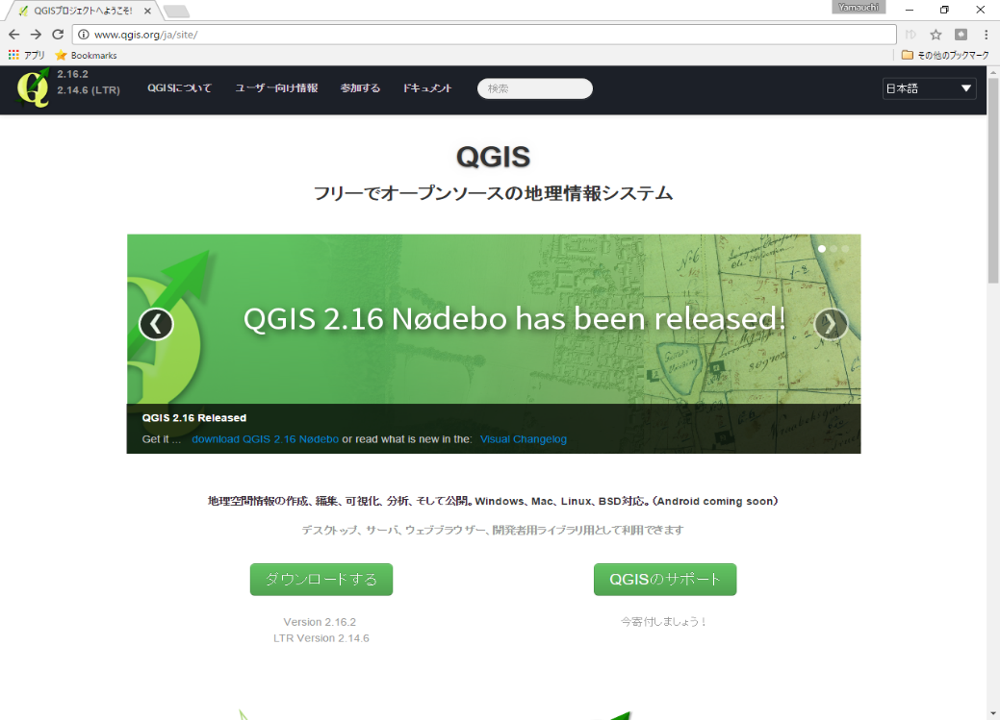 QGISプロジェクトへようこそ!
Yamauchi
www.qgis.org/ja/site/
アプリ Bookmarks その他のブックマーク
2.16.2
2.14.6 (LTR)
QGISについて ユーザー向け情報 参加する ドキュメント 検索 日本語
QGIS
フリーでオープンソースの地理情報システム
QGIS 2.16 Nødebo has been released!
QGIS 2.16 Released
Get it ... download QGIS 2.16 Nødebo or read what is new in the: Visual Changelog
地理空間情報の作成、編集、可視化、分析、そして公開。Windows、Mac、Linux、BSD対応。（Android coming soon）
デスクトップ、サーバ、ウェブブラウザー、開発者用ライブラリ用として利用できます
ダウンロードする QGISのサポート
Version 2.16.2 今寄付しましょう！
LTR Version 2.14.6